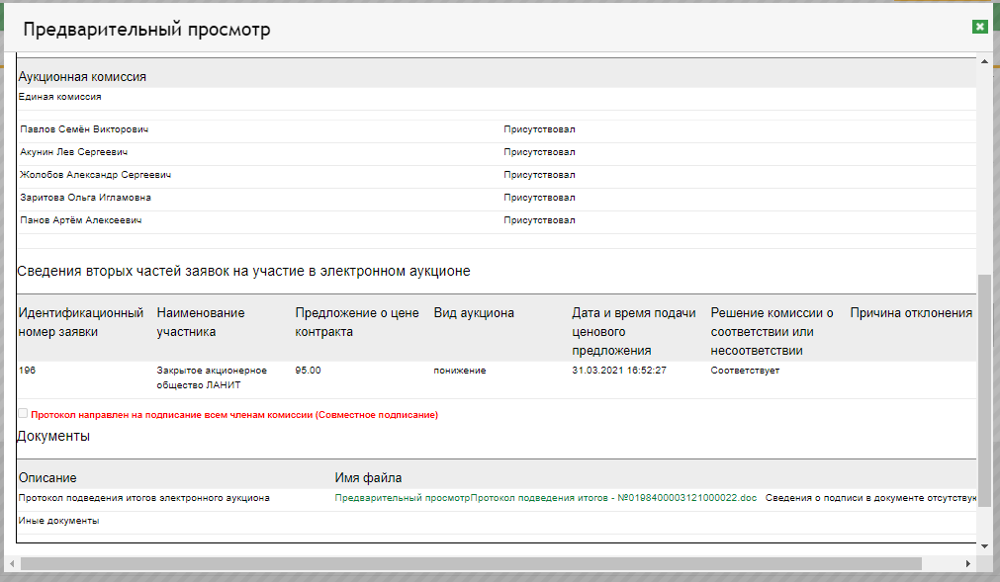 Предварительный просмотр
Аукционная комиссия
Единая комиссия
Павлов Семён Викторович Присутствовал
Акунин Лев Сергеевич Присутствовал
Жолобов Александр Сергеевич Присутствовал
Заритова Ольга Игламовна Присутствовал
Панов Артём Алексеевич Присутствовал
Сведения вторых частей заявок на участие в электронном аукционе
Идентификационный Наименование Предложение о цене Вид аукциона Дата и время подачи Решение комиссии о Причина отклонения
номер заявки участника контракта ценового соответствии или
предложения несоответствии
196 Закрытое акционерное 95.00 понижение 31.03.2021 16:52:27 Соответствует
общество ЛАНИТ
Протокол направлен на подписание всем членам комиссии (Совместное подписание)
Документы
Описание Имя файла
Протокол подведения итогов электронного аукциона Предварительный просмотрПротокол подведения итогов - №0198400003121000022.doc Сведения о подписи в документе отсутствую
Иные документы